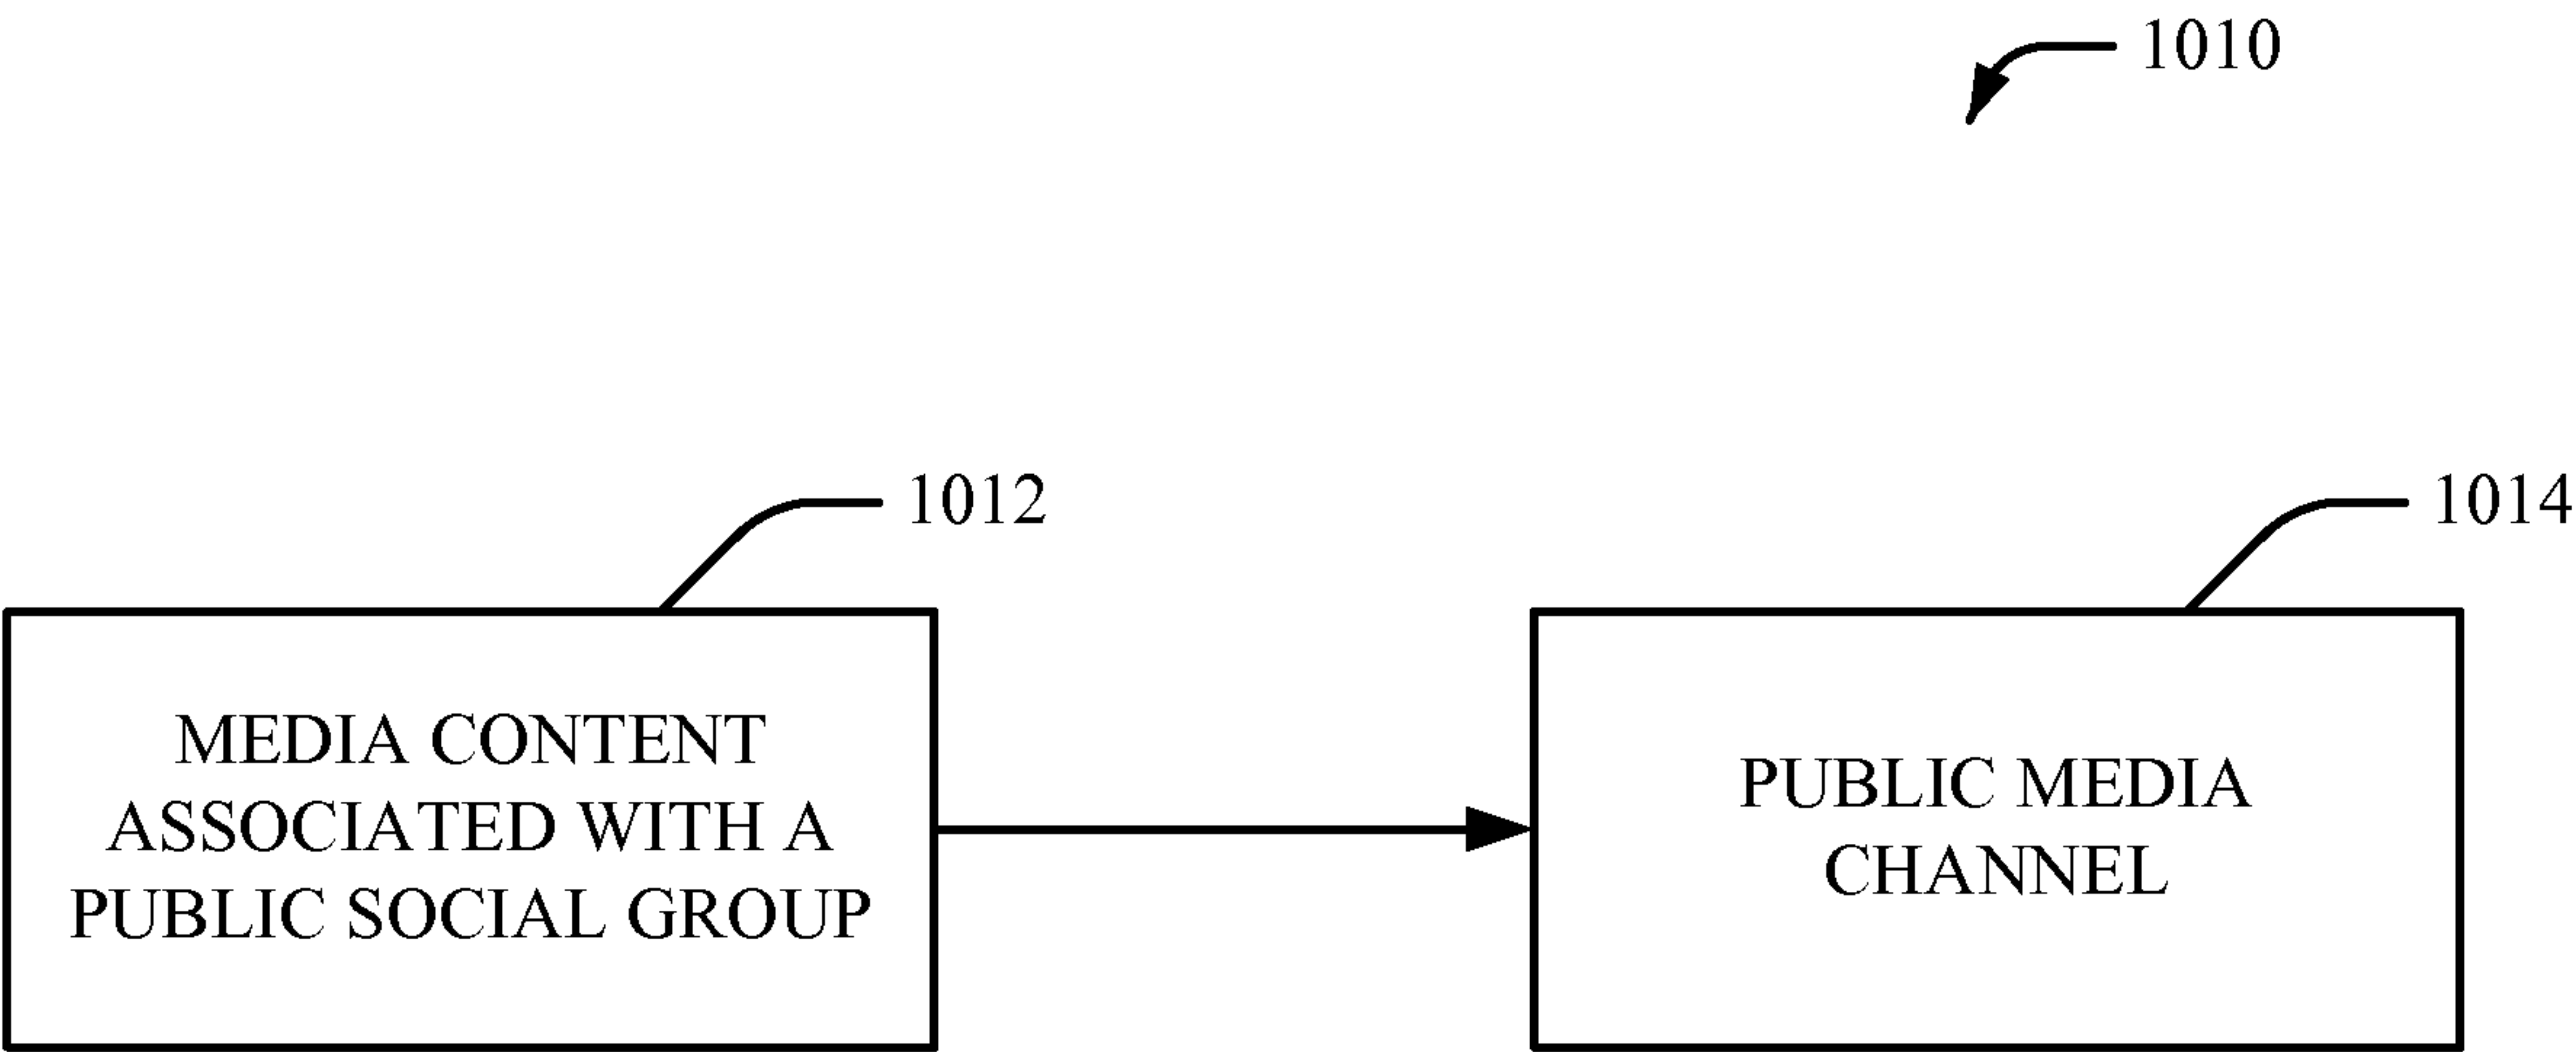 1010
1012
1014
MEDIA CONTENT
ASSOCIATED WITH A
PUBLIC SOCIAL GROUP
PUBLIC MEDIA
CHANNEL